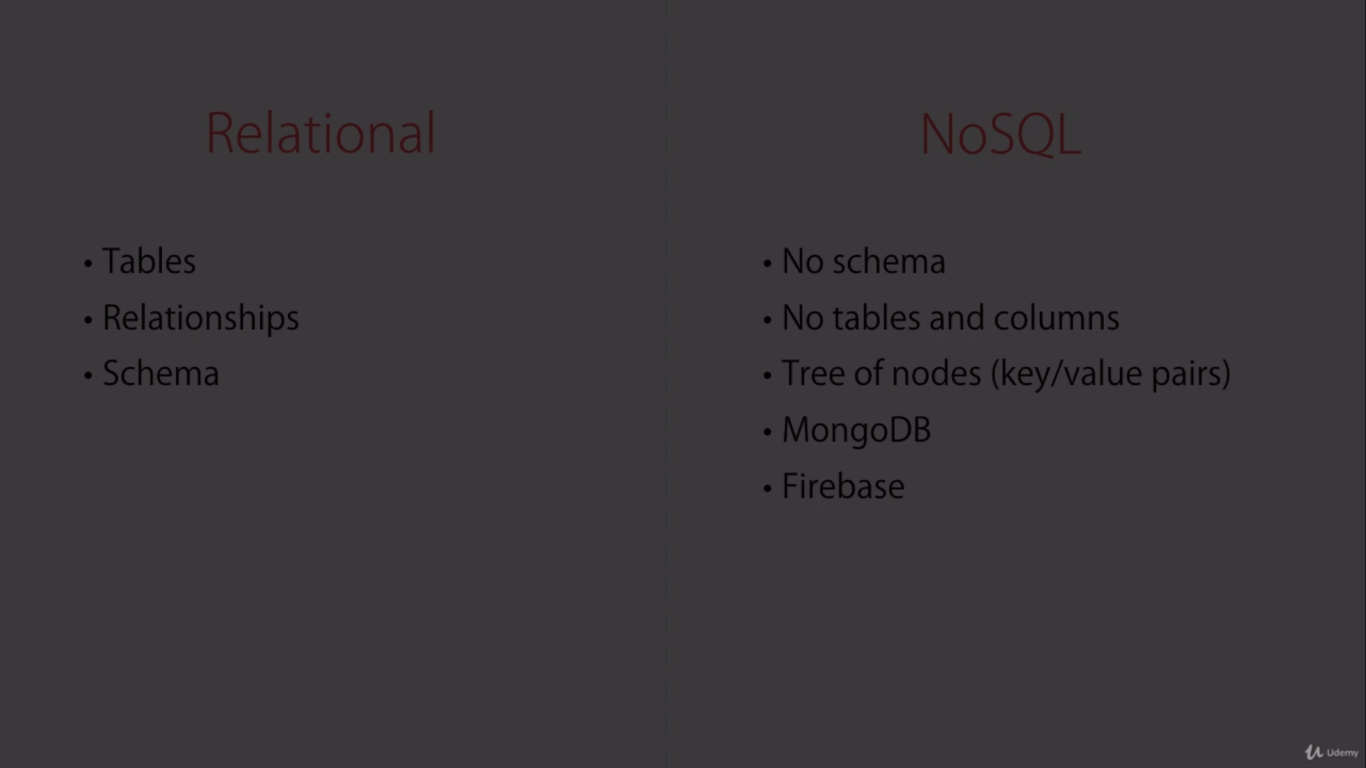 Relational
• Tables
• Relationships
• Schema
NoSQL
• No schema
• No tables and columns
• Tree of nodes (key/value pairs)
• MongoDB
• Firebase
Udemy